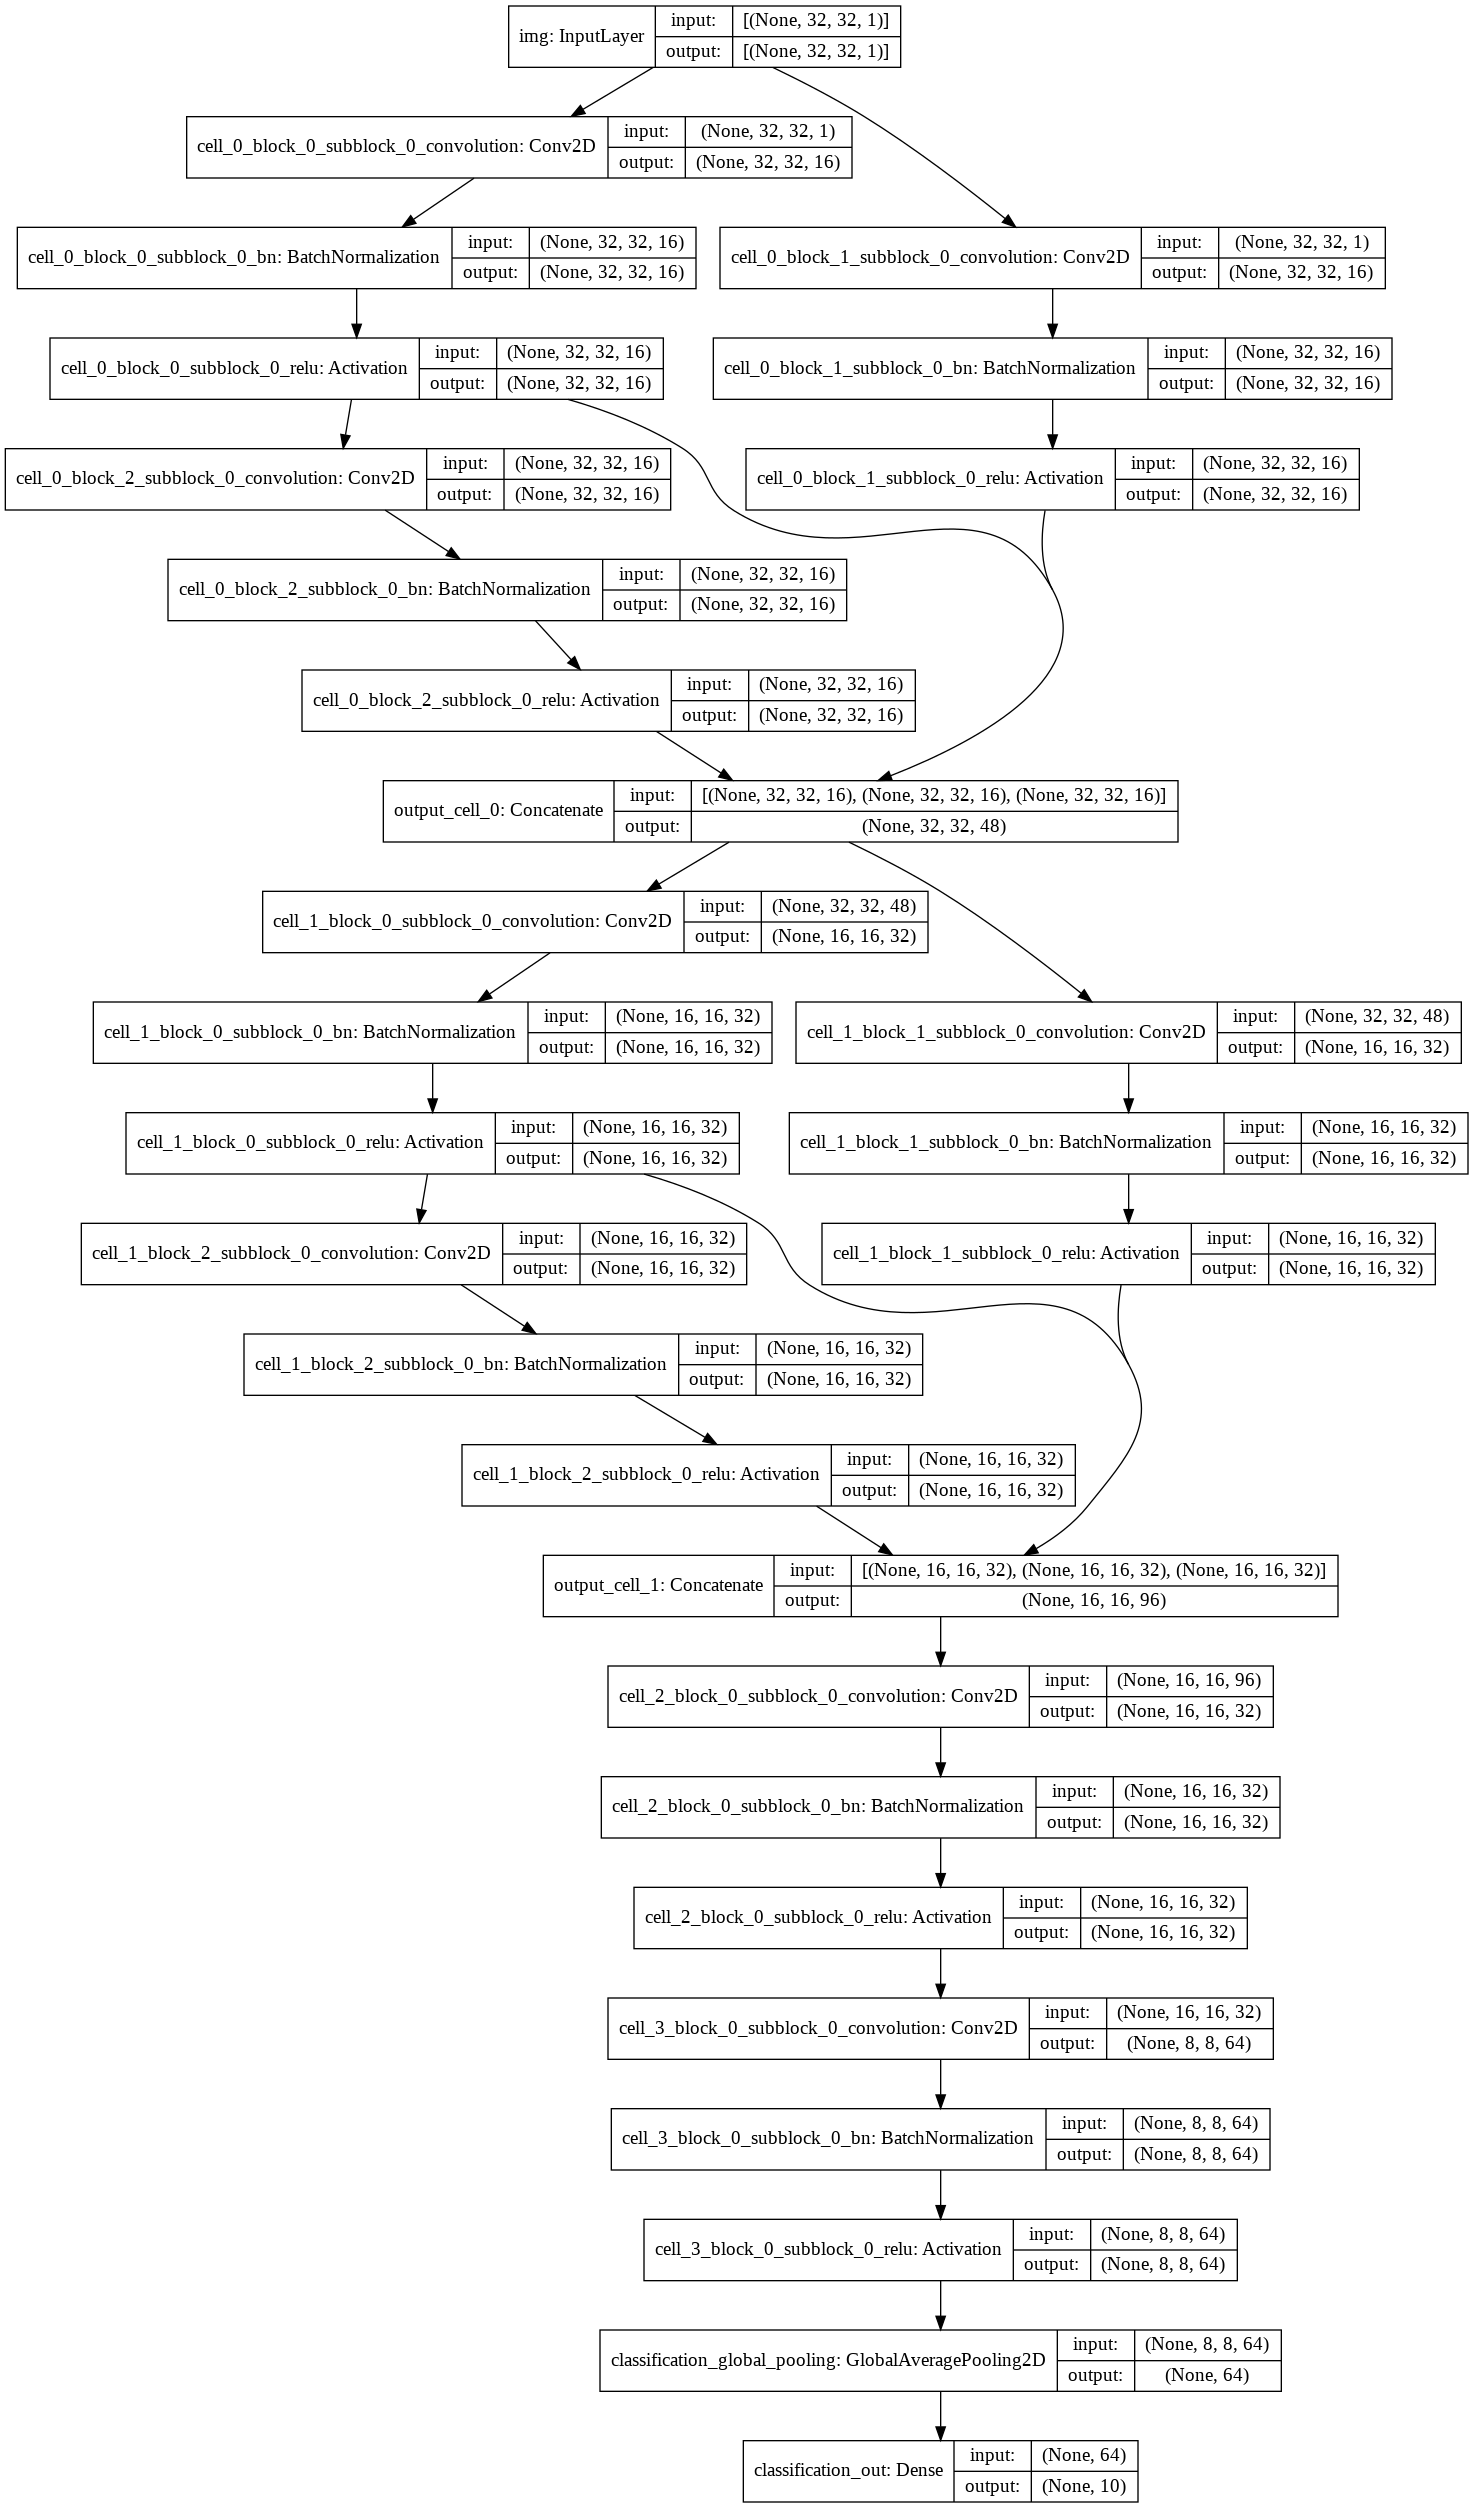 img: InputLayer
input:
[(None, 32, 32, 1)]
output:
[(None, 32, 32, 1)]
cell_0_block_0_subblock_0_convolution: Conv2D
input:
(None, 32, 32, 1)
output:
(None, 32, 32, 16)
cell_0_block_0_subblock_0_bn: BatchNormalization
input:
(None, 32, 32, 16)
output:
(None, 32, 32, 16)
cell_0_block_1_subblock_0_convolution: Conv2D
input:
(None, 32, 32, 1)
output:
(None, 32, 32, 16)
cell_0_block_0_subblock_0_relu: Activation
input:
(None, 32, 32, 16)
output:
(None, 32, 32, 16)
cell_0_block_1_subblock_0_bn: BatchNormalization
input:
(None, 32, 32, 16)
output:
(None, 32, 32, 16)
cell_0_block_2_subblock_0_convolution: Conv2D
input:
(None, 32, 32, 16)
output:
(None, 32, 32, 16)
cell_0_block_1_subblock_0_relu: Activation
input:
(None, 32, 32, 16)
output:
(None, 32, 32, 16)
cell_0_block_2_subblock_0_bn: BatchNormalization
input:
(None, 32, 32, 16)
output:
(None, 32, 32, 16)
cell_0_block_2_subblock_0_relu: Activation
input:
(None, 32, 32, 16)
output:
(None, 32, 32, 16)
output_cell_0: Concatenate
input:
[(None, 32, 32, 16), (None, 32, 32, 16), (None, 32, 32, 16)]
output:
(None, 32, 32, 48)
cell_1_block_0_subblock_0_convolution: Conv2D
input:
(None, 32, 32, 48)
output:
(None, 16, 16, 32)
cell_1_block_0_subblock_0_bn: BatchNormalization
input:
(None, 16, 16, 32)
output:
(None, 16, 16, 32)
cell_1_block_1_subblock_0_convolution: Conv2D
input:
(None, 32, 32, 48)
output:
(None, 16, 16, 32)
cell_1_block_0_subblock_0_relu: Activation
input:
(None, 16, 16, 32)
output:
(None, 16, 16, 32)
cell_1_block_1_subblock_0_bn: BatchNormalization
input:
(None, 16, 16, 32)
output:
(None, 16, 16, 32)
cell_1_block_2_subblock_0_convolution: Conv2D
input:
(None, 16, 16, 32)
output:
(None, 16, 16, 32)
cell_1_block_1_subblock_0_relu: Activation
input:
(None, 16, 16, 32)
output:
(None, 16, 16, 32)
cell_1_block_2_subblock_0_bn: BatchNormalization
input:
(None, 16, 16, 32)
output:
(None, 16, 16, 32)
cell_1_block_2_subblock_0_relu: Activation
input:
(None, 16, 16, 32)
output:
(None, 16, 16, 32)
output_cell_1: Concatenate
input:
[(None, 16, 16, 32), (None, 16, 16, 32), (None, 16, 16, 32)]
output:
(None, 16, 16, 96)
cell_2_block_0_subblock_0_convolution: Conv2D
input:
(None, 16, 16, 96)
output:
(None, 16, 16, 32)
cell_2_block_0_subblock_0_bn: BatchNormalization
input:
(None, 16, 16, 32)
output:
(None, 16, 16, 32)
cell_2_block_0_subblock_0_relu: Activation
input:
(None, 16, 16, 32)
output:
(None, 16, 16, 32)
cell_3_block_0_subblock_0_convolution: Conv2D
input:
(None, 16, 16, 32)
output:
(None, 8, 8, 64)
cell_3_block_0_subblock_0_bn: BatchNormalization
input:
(None, 8, 8, 64)
output:
(None, 8, 8, 64)
cell_3_block_0_subblock_0_relu: Activation
input:
(None, 8, 8, 64)
output:
(None, 8, 8, 64)
classification_global_pooling: GlobalAveragePooling2D
input:
(None, 8, 8, 64)
output:
(None, 64)
classification_out: Dense
input:
(None, 64)
output:
(None, 10)